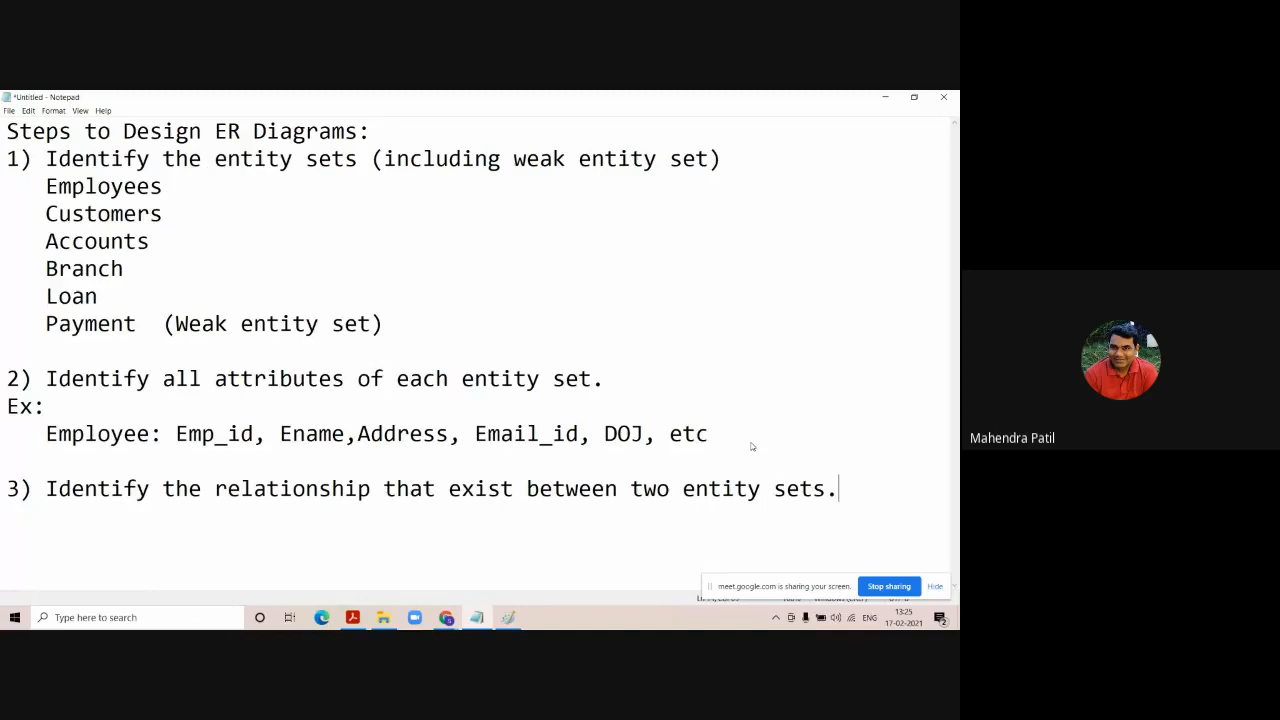 *Untitled - Notepad
File Edit Format View Help
Steps to Design ER Diagrams:
1) Identify the entity sets (including weak entity set)
Employees
Customers
Accounts
Branch
Loan
Payment (Weak entity set)
2) Identify all attributes of each entity set.
Ex:
Employee: Emp_id, Ename,Address, Email_id, DOJ, etc
3) Identify the relationship that exist between two entity sets.
Mahendra Patil
meet.google.com is sharing your screen. Stop sharing Hide
Type here to search
ENG
13:25
17-02-2021
2